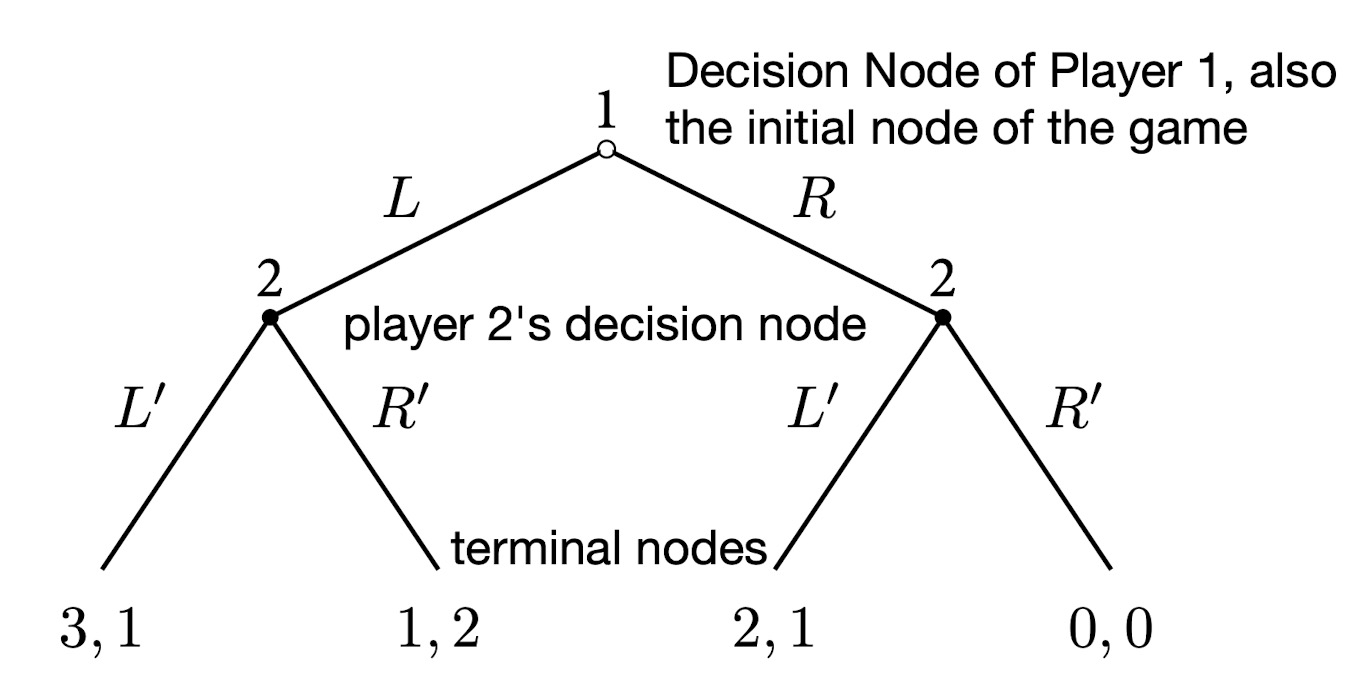 Decision Node of Player 1, also
the initial node of the game
1
L
R
2
2
player 2's decision node
L′
R′
L′
R′
terminal nodes
3, 1
1, 2
2, 1
0, 0